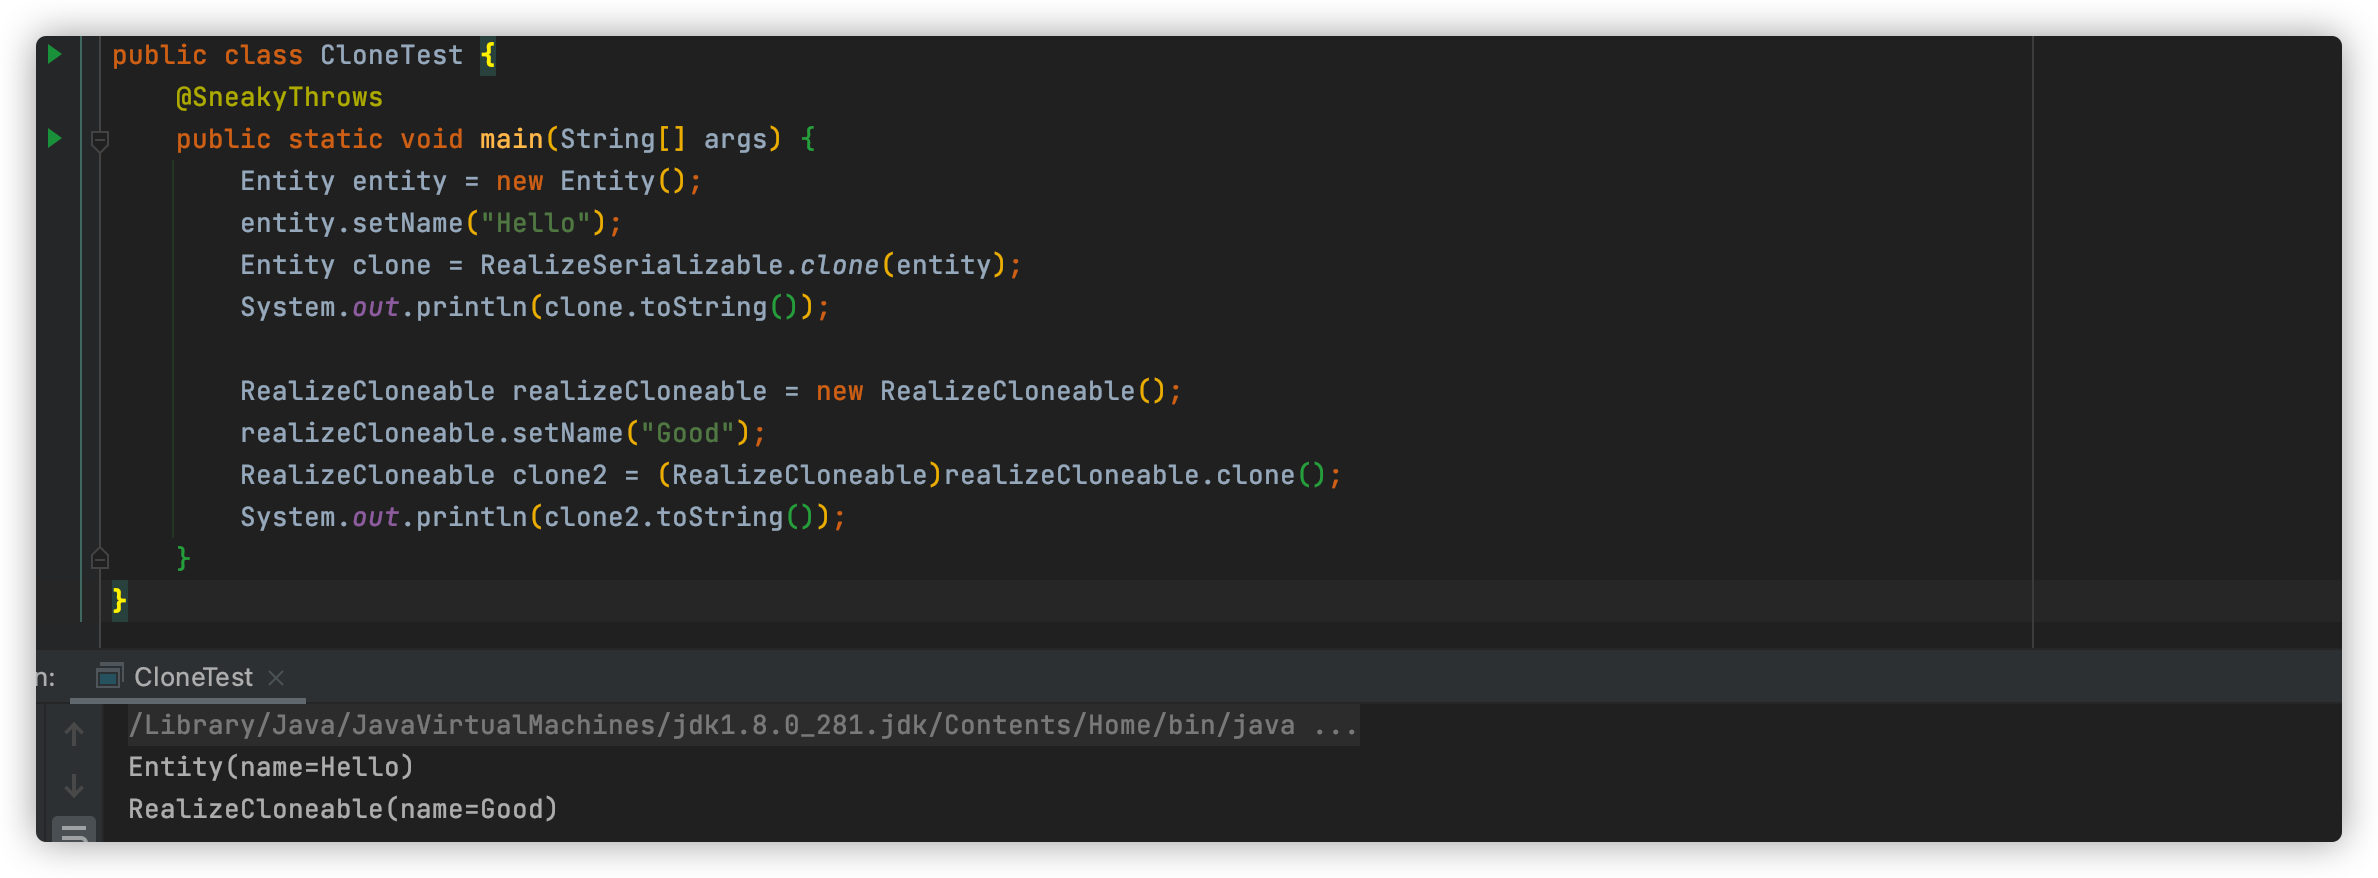 public class CloneTest {
@SneakyThrows
public static void main(String[] args) {
Entity entity = new Entity();
entity.setName("Hello");
Entity clone = RealizeSerializable.clone(entity);
System.out.println(clone.toString());
RealizeCloneable realizeCloneable = new RealizeCloneable();
realizeCloneable.setName("Good");
RealizeCloneable clone2 = (RealizeCloneable)realizeCloneable.clone();
System.out.println(clone2.toString());
}
}
n: CloneTest
/Library/Java/JavaVirtualMachines/jdk1.8.0_281.jdk/Contents/Home/bin/java ...
Entity(name=Hello)
RealizeCloneable(name=Good)